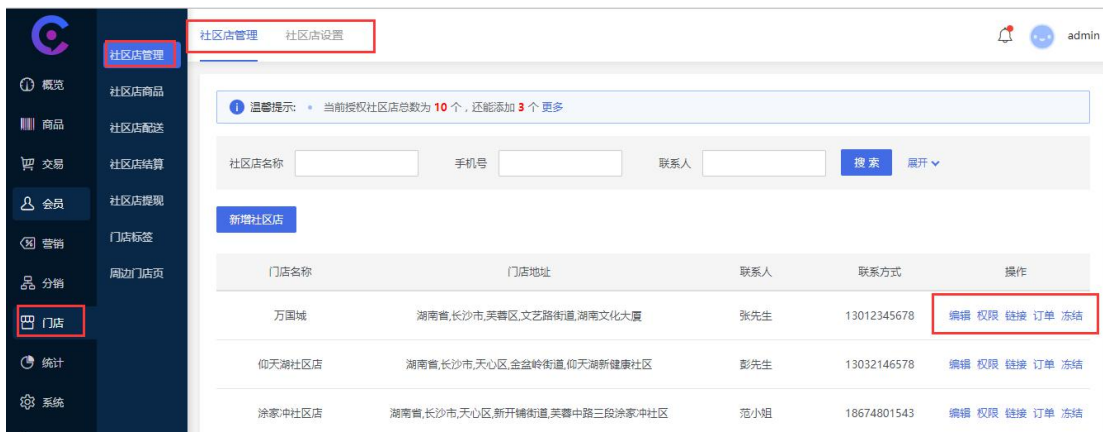 社区店管理 社区店设置 admin
概览
商品
交易
会员
营销
分销
门店
统计
系统
社区店管理
社区店商品
社区店配送
社区店结算
社区店提现
门店标签
周边门店页
温馨提示: • 当前授权社区店总数为 10 个，还能添加 3 个 更多
社区店名称 手机号 联系人 搜索 展开
新增社区店
门店名称 门店地址 联系人 联系方式 操作
万国城 湖南省,长沙市,芙蓉区,文艺路街道,湖南文化大厦 张先生 13012345678 编辑 权限 链接 订单 冻结
仰天湖社区店 湖南省,长沙市,天心区,金盆岭街道,仰天湖新健康社区 彭先生 13032146578 编辑 权限 链接 订单 冻结
涂家冲社区店 湖南省,长沙市,天心区,新开铺街道,芙蓉中路三段涂家冲社区 范小姐 18674801543 编辑 权限 链接 订单 冻结